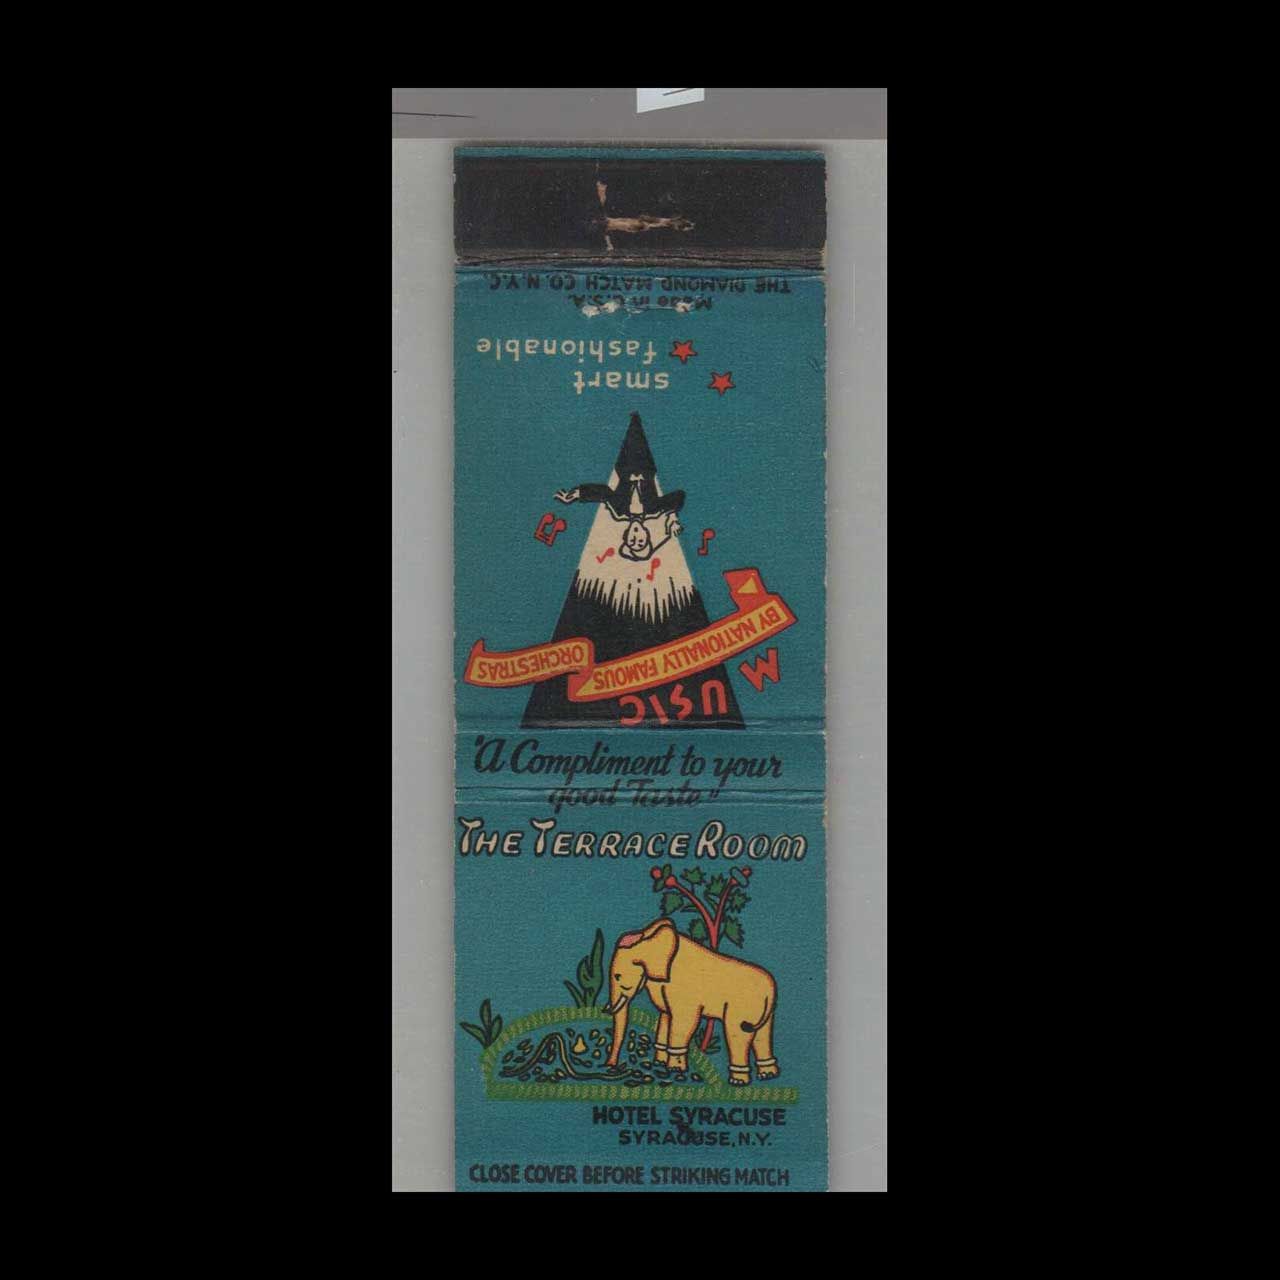 THE DIAMOND MATCH CO. N.Y.C.
Made in U.S.A.
fashionable
smart
BY NATIONALLY FAMOUS
ORCHESTRAS
MUSIC
"A Compliment to your
good Taste"
THE TERRACE ROOM
HOTEL SYRACUSE
SYRACUSE, N.Y.
CLOSE COVER BEFORE STRIKING MATCH